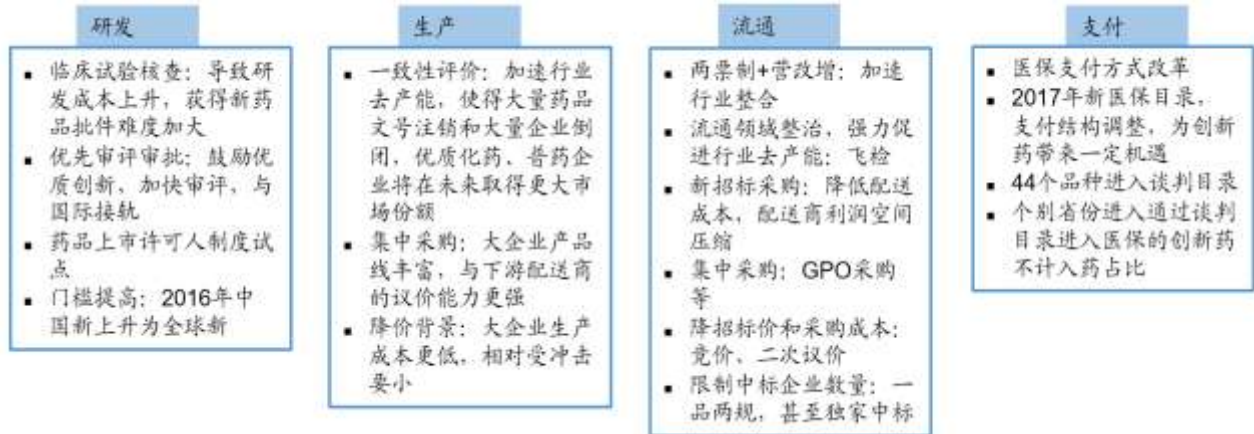 研发
▪ 临床试验核查：导致研
发成本上升，获得新药
品批件难度加大
▪ 优先审评审批：鼓励优
质创新，加快审评，与
国际接轨
▪ 药品上市许可人制度试
点
▪ 门槛提高：2016年中
国新上升为全球新
生产
▪ 一致性评价：加速行业
去产能，使得大量药品
文号注销和大量企业倒
闭，优质化药、普药企
业将在未来取得更大市
场份额
▪ 集中采购：大企业产品
线丰富，与下游配送商
的议价能力更强
▪ 降价背景：大企业生产
成本更低，相对受冲击
要小
流通
▪ 两票制+营改增：加速
行业整合
▪ 流通领域整治，强力促
进行业去产能：飞检
▪ 新招标采购：降低配送
成本，配送商利润空间
压缩
▪ 集中采购：GPO采购
等
▪ 降招标价和采购成本：
竞价、二次议价
▪ 限制中标企业数量：一
品两规，甚至独家中标
支付
▪ 医保支付方式改革
▪ 2017年新医保目录，
支付结构调整，为创新
药带来一定机遇
▪ 44个品种进入谈判目录
▪ 个别省份进入通过谈判
目录进入医保的创新药
不计入药占比